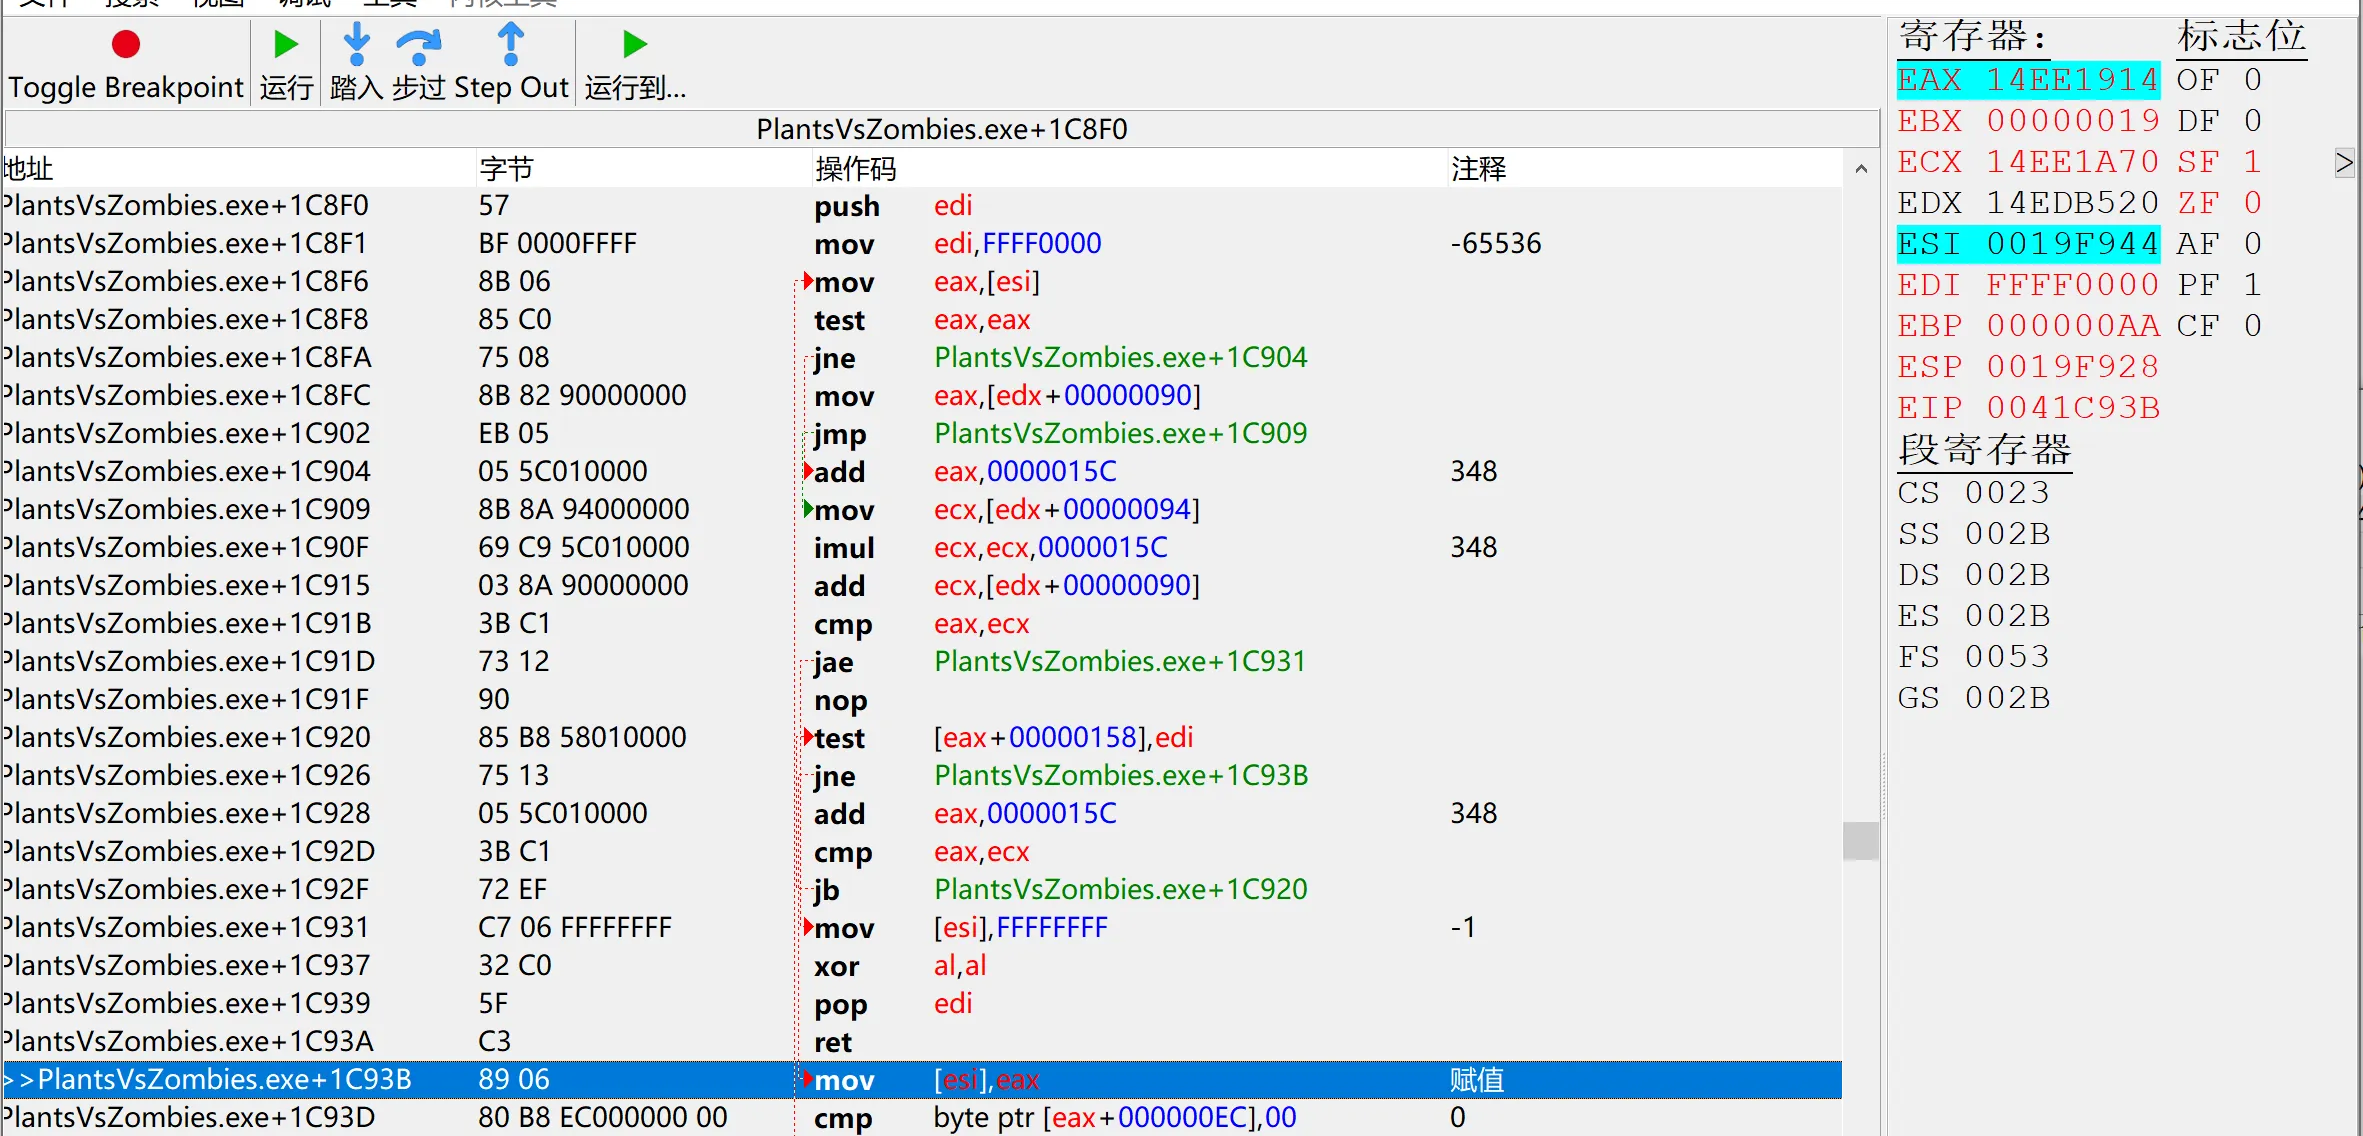 文件 搜索 视图 调试 工具 内核工具
Toggle Breakpoint 运行 踏入 步过 Step Out 运行到...
PlantsVsZombies.exe+1C8F0
地址 字节 操作码 注释
PlantsVsZombies.exe+1C8F0 57 push edi
PlantsVsZombies.exe+1C8F1 BF 0000FFFF mov edi,FFFF0000 -65536
PlantsVsZombies.exe+1C8F6 8B 06 mov eax,[esi]
PlantsVsZombies.exe+1C8F8 85 C0 test eax,eax
PlantsVsZombies.exe+1C8FA 75 08 jne PlantsVsZombies.exe+1C904
PlantsVsZombies.exe+1C8FC 8B 82 90000000 mov eax,[edx+00000090]
PlantsVsZombies.exe+1C902 EB 05 jmp PlantsVsZombies.exe+1C909
PlantsVsZombies.exe+1C904 05 5C010000 add eax,0000015C 348
PlantsVsZombies.exe+1C909 8B 8A 94000000 mov ecx,[edx+00000094]
PlantsVsZombies.exe+1C90F 69 C9 5C010000 imul ecx,ecx,0000015C 348
PlantsVsZombies.exe+1C915 03 8A 90000000 add ecx,[edx+00000090]
PlantsVsZombies.exe+1C91B 3B C1 cmp eax,ecx
PlantsVsZombies.exe+1C91D 73 12 jae PlantsVsZombies.exe+1C931
PlantsVsZombies.exe+1C91F 90 nop
PlantsVsZombies.exe+1C920 85 B8 58010000 test [eax+00000158],edi
PlantsVsZombies.exe+1C926 75 13 jne PlantsVsZombies.exe+1C93B
PlantsVsZombies.exe+1C928 05 5C010000 add eax,0000015C 348
PlantsVsZombies.exe+1C92D 3B C1 cmp eax,ecx
PlantsVsZombies.exe+1C92F 72 EF jb PlantsVsZombies.exe+1C920
PlantsVsZombies.exe+1C931 C7 06 FFFFFFFF mov [esi],FFFFFFFF -1
PlantsVsZombies.exe+1C937 32 C0 xor al,al
PlantsVsZombies.exe+1C939 5F pop edi
PlantsVsZombies.exe+1C93A C3 ret
>>PlantsVsZombies.exe+1C93B 89 06 mov [esi],eax 赋值
PlantsVsZombies.exe+1C93D 80 B8 EC000000 00 cmp byte ptr [eax+000000EC],00 0
寄存器: 标志位
EAX 14EE1914 OF 0
EBX 00000019 DF 0
ECX 14EE1A70 SF 1
EDX 14EDB520 ZF 0
ESI 0019F944 AF 0
EDI FFFF0000 PF 1
EBP 000000AA CF 0
ESP 0019F928
EIP 0041C93B
段寄存器
CS 0023
SS 002B
DS 002B
ES 002B
FS 0053
GS 002B
>